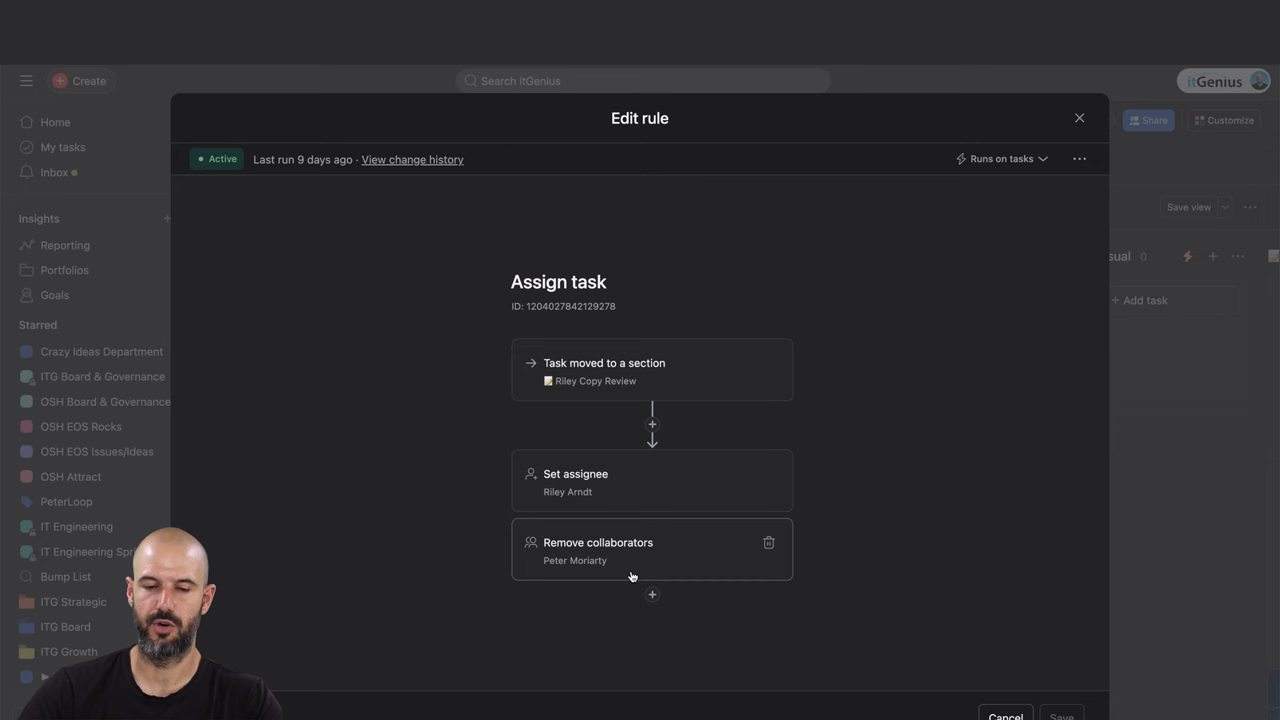 Create
Search itGenius
itGenius
Home
My tasks
Inbox
Insights
Reporting
Portfolios
Goals
Starred
Crazy Ideas Department
ITG Board & Governance
OSH Board & Governance
OSH EOS Rocks
OSH EOS Issues/Ideas
OSH Attract
PeterLoop
IT Engineering
IT Engineering
Bump List
ITG Strategic
ITG Board
ITG Growth
Edit rule
Active
Last run 9 days ago · View change history
Runs on tasks
Assign task
ID: 1204027842129278
Task moved to a section
Riley Copy Review
Set assignee
Riley Arndt
Remove collaborators
Peter Moriarty
Cancel
Save
Share
Customize
Save view
sual 0
+ Add task